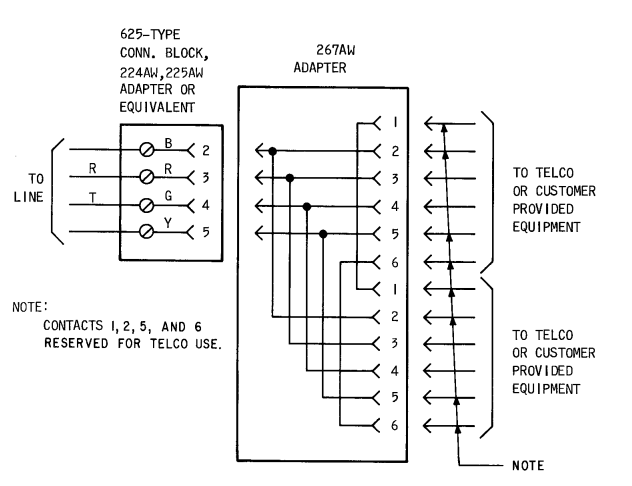 625-TYPE
CONN. BLOCK,
224AW, 225AW
ADAPTER OR
EQUIVALENT
267AW
ADAPTER
TO
LINE
R
T
B
R
G
Y
2
3
4
5
1
2
3
4
5
6
1
2
3
4
5
6
TO TELCO
OR CUSTOMER
PROVIDED
EQUIPMENT
TO TELCO
OR CUSTOMER
PROVIDED
EQUIPMENT
NOTE:
CONTACTS 1, 2, 5, AND 6
RESERVED FOR TELCO USE.
NOTE